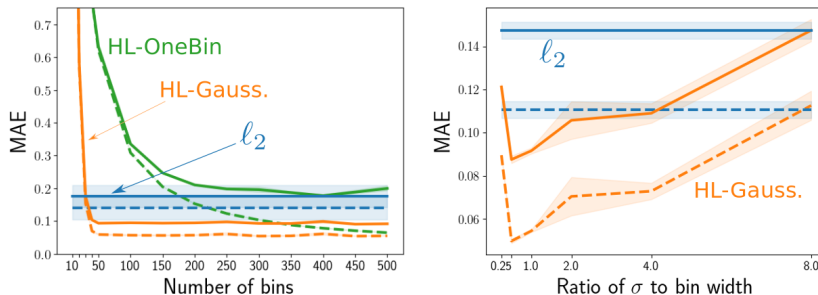 MAE
0.7
0.6
0.5
0.4
0.3
0.2
0.1
0.0
HL-OneBin
HL-Gauss.
ℓ₂
10 50 100 150 200 250 300 350 400 450 500
Number of bins
MAE
0.14
0.12
0.10
0.08
0.06
ℓ₂
HL-Gauss.
0.25 1.0 2.0 4.0 8.0
Ratio of σ to bin width